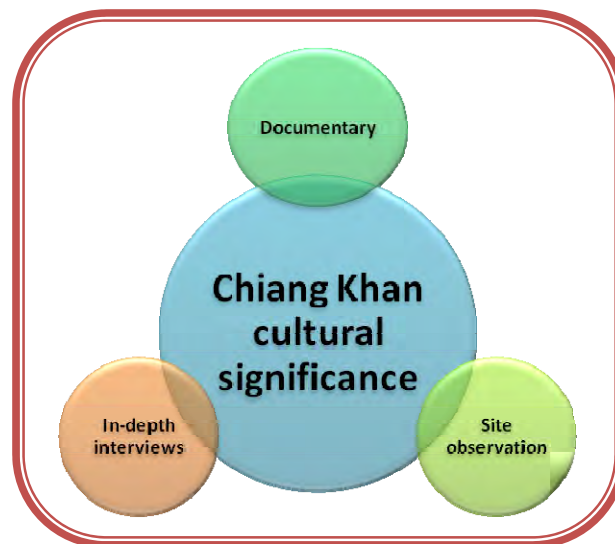 Documentary
Chiang Khan
cultural
significance
In-depth
interviews
Site
observation